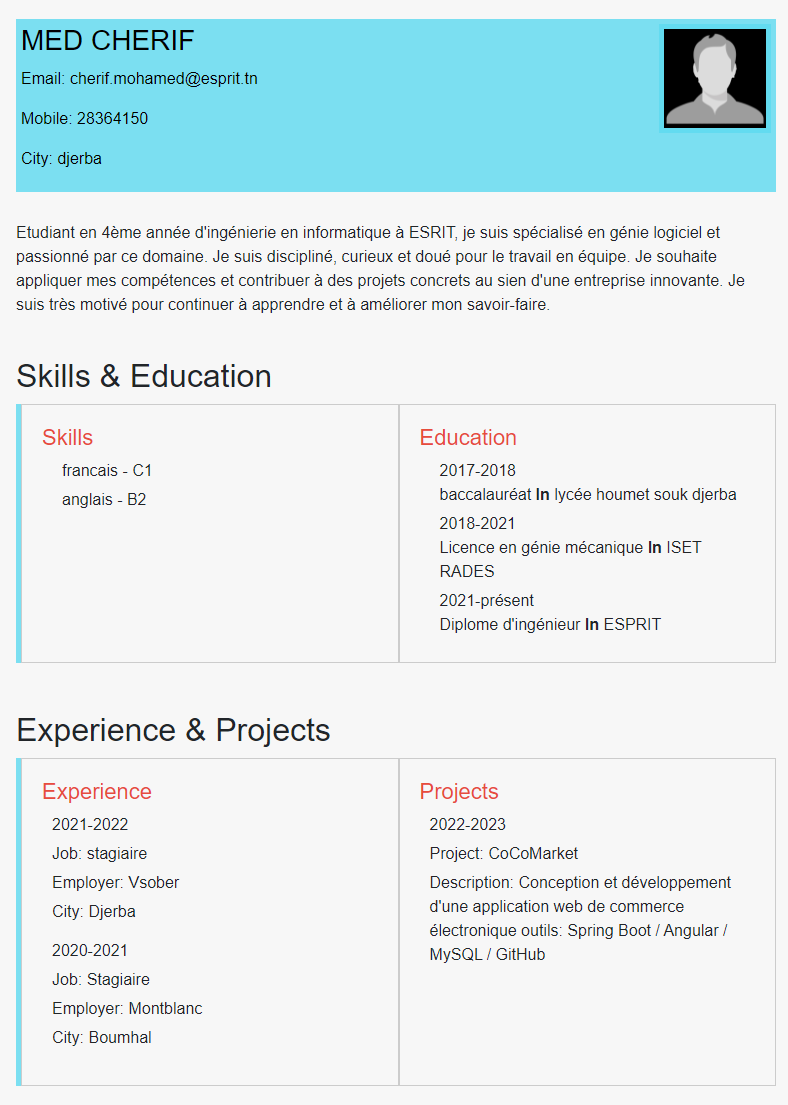 MED CHERIF
Email: cherif.mohamed@esprit.tn
Mobile: 28364150
City: djerba
Etudiant en 4ème année d'ingénierie en informatique à ESRIT, je suis spécialisé en génie logiciel et
passionné par ce domaine. Je suis discipliné, curieux et doué pour le travail en équipe. Je souhaite
appliquer mes compétences et contribuer à des projets concrets au sien d'une entreprise innovante. Je
suis très motivé pour continuer à apprendre et à améliorer mon savoir-faire.
Skills & Education
Skills
francais - C1
anglais - B2
Education
2017-2018
baccalauréat In lycée houmet souk djerba
2018-2021
Licence en génie mécanique In ISET
RADES
2021-présent
Diplome d'ingénieur In ESPRIT
Experience & Projects
Experience
2021-2022
Job: stagiaire
Employer: Vsober
City: Djerba
2020-2021
Job: Stagiaire
Employer: Montblanc
City: Boumhal
Projects
2022-2023
Project: CoCoMarket
Description: Conception et développement
d'une application web de commerce
électronique outils: Spring Boot / Angular /
MySQL / GitHub